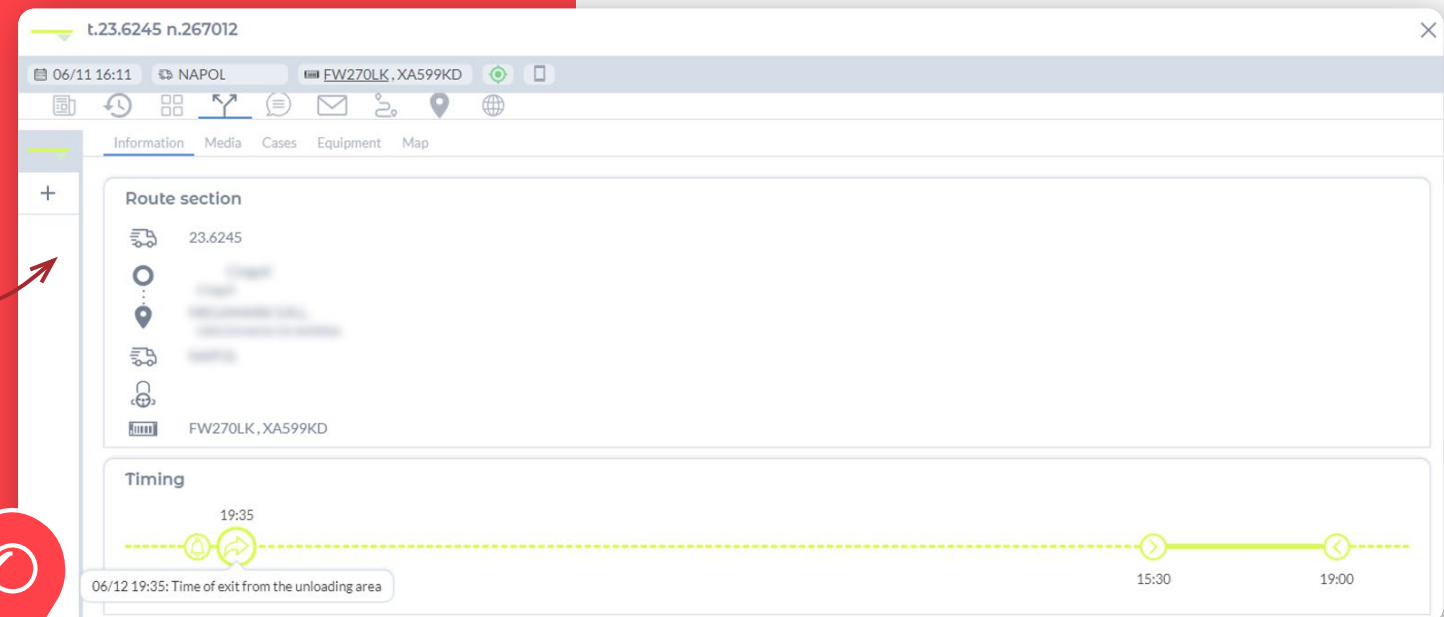 t.23.6245 n.267012
06/11 16:11 NAPOL FW270LK , XA599KD
Information Media Cases Equipment Map
Route section
23.6245
FW270LK , XA599KD
Timing
19:35
06/12 19:35: Time of exit from the unloading area
15:30 19:00